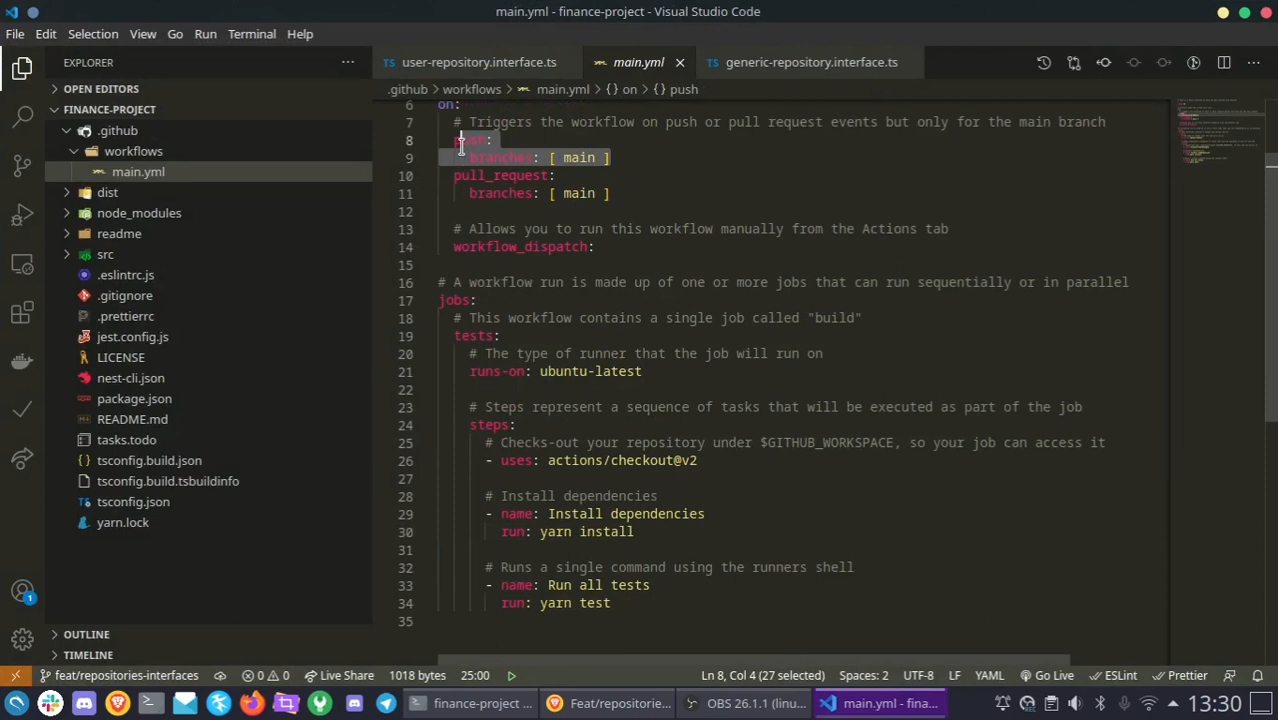 main.yml - finance-project - Visual Studio Code
File Edit Selection View Go Run Terminal Help
EXPLORER
user-repository.interface.ts
main.yml
generic-repository.interface.ts
OPEN EDITORS
.github > workflows > main.yml > {} on > {} push
FINANCE-PROJECT
.github
workflows
main.yml
dist
node_modules
readme
src
.eslintrc.js
.gitignore
.prettierrc
jest.config.js
LICENSE
nest-cli.json
package.json
README.md
tasks.todo
tsconfig.build.json
tsconfig.build.tsbuildinfo
tsconfig.json
yarn.lock
OUTLINE
TIMELINE
6 on:
7 # Triggers the workflow on push or pull request events but only for the main branch
8 push:
9 branches: [ main ]
10 pull_request:
11 branches: [ main ]
12
13 # Allows you to run this workflow manually from the Actions tab
14 workflow_dispatch:
15
16 # A workflow run is made up of one or more jobs that can run sequentially or in parallel
17 jobs:
18 # This workflow contains a single job called "build"
19 tests:
20 # The type of runner that the job will run on
21 runs-on: ubuntu-latest
22
23 # Steps represent a sequence of tasks that will be executed as part of the job
24 steps:
25 # Checks-out your repository under $GITHUB_WORKSPACE, so your job can access it
26 - uses: actions/checkout@v2
27
28 # Install dependencies
29 - name: Install dependencies
30 run: yarn install
31
32 # Runs a single command using the runners shell
33 - name: Run all tests
34 run: yarn test
35
1
feat/repositories-interfaces 0 0 Live Share 1018 bytes 25:00 Ln 8, Col 4 (27 selected) Spaces: 2 UTF-8 LF YAML Go Live ESLint Prettier
finance-project ... Feat/repositorie... OBS 26.1.1 (linu... main.yml - fina... 13:30